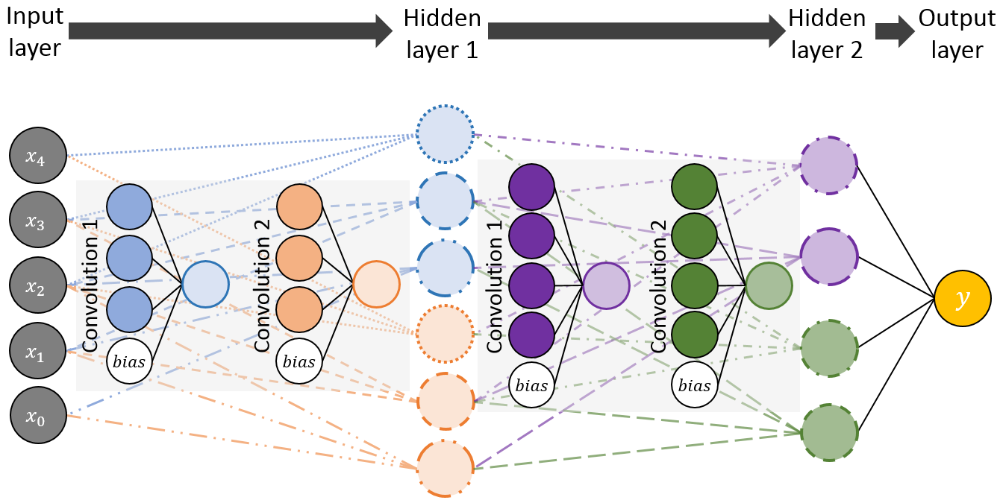 Input
layer
Hidden
layer 1
Hidden
layer 2
Output
layer
x₄
x₃
x₂
x₁
x₀
Convolution 1
bias
Convolution 2
bias
Convolution 1
bias
Convolution 2
bias
y